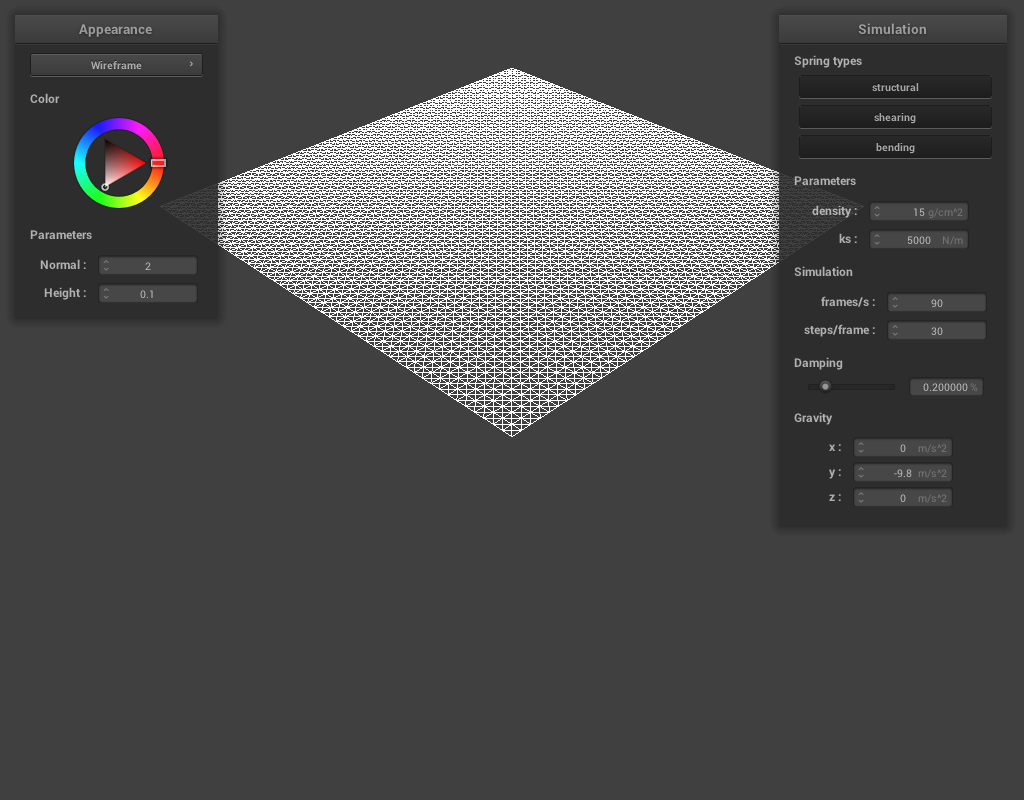 Appearance
Wireframe
Color
Parameters
Normal : 2
Height : 0.1
Simulation
Spring types
structural
shearing
bending
Parameters
density : 15 g/cm^2
ks : 5000 N/m
Simulation
frames/s : 90
steps/frame : 30
Damping
0.200000 %
Gravity
x : 0 m/s^2
y : -9.8 m/s^2
z : 0 m/s^2